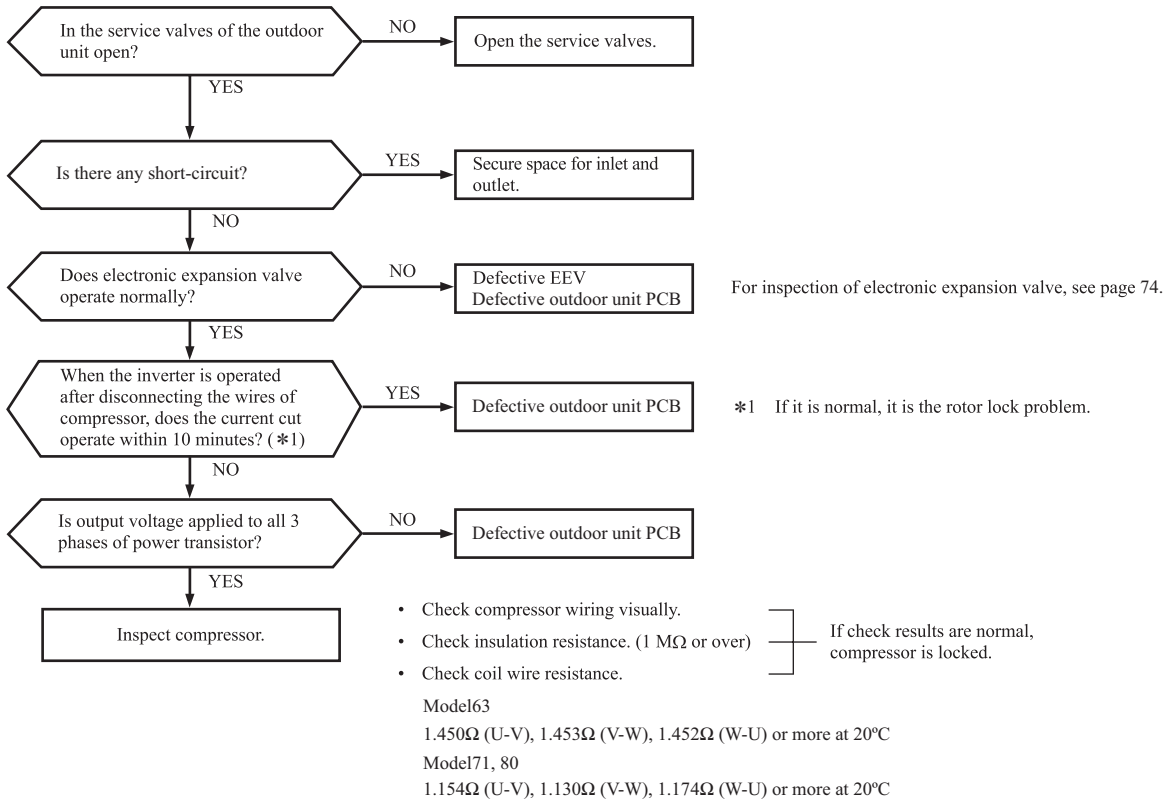 In the service valves of the outdoor
unit open?
NO
Open the service valves.
YES
Is there any short-circuit?
YES
Secure space for inlet and
outlet.
NO
Does electronic expansion valve
operate normally?
NO
Defective EEV
Defective outdoor unit PCB
For inspection of electronic expansion valve, see page 74.
YES
When the inverter is operated
after disconnecting the wires of
compressor, does the current cut
operate within 10 minutes? (∗1)
YES
Defective outdoor unit PCB
∗1 If it is normal, it is the rotor lock problem.
NO
Is output voltage applied to all 3
phases of power transistor?
NO
Defective outdoor unit PCB
YES
Inspect compressor.
• Check compressor wiring visually.
• Check insulation resistance. (1 MΩ or over)
• Check coil wire resistance.
If check results are normal,
compressor is locked.
Model63
1.450Ω (U-V), 1.453Ω (V-W), 1.452Ω (W-U) or more at 20ºC
Model71, 80
1.154Ω (U-V), 1.130Ω (V-W), 1.174Ω (W-U) or more at 20ºC